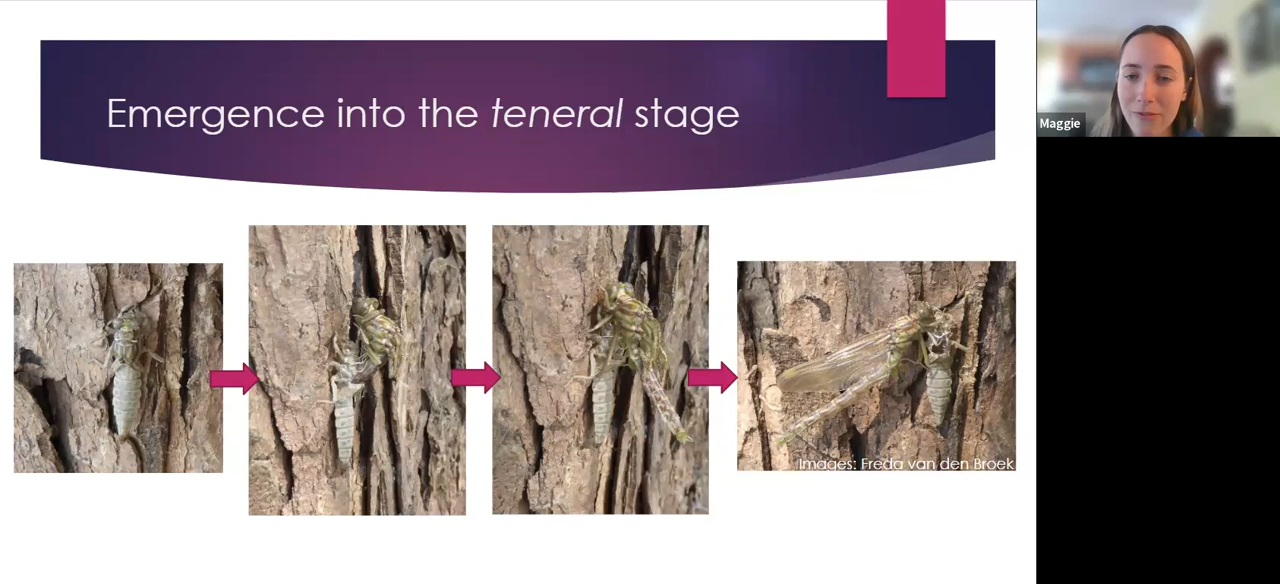 Emergence into the teneral stage
Maggie
Images: Freda van den Broek